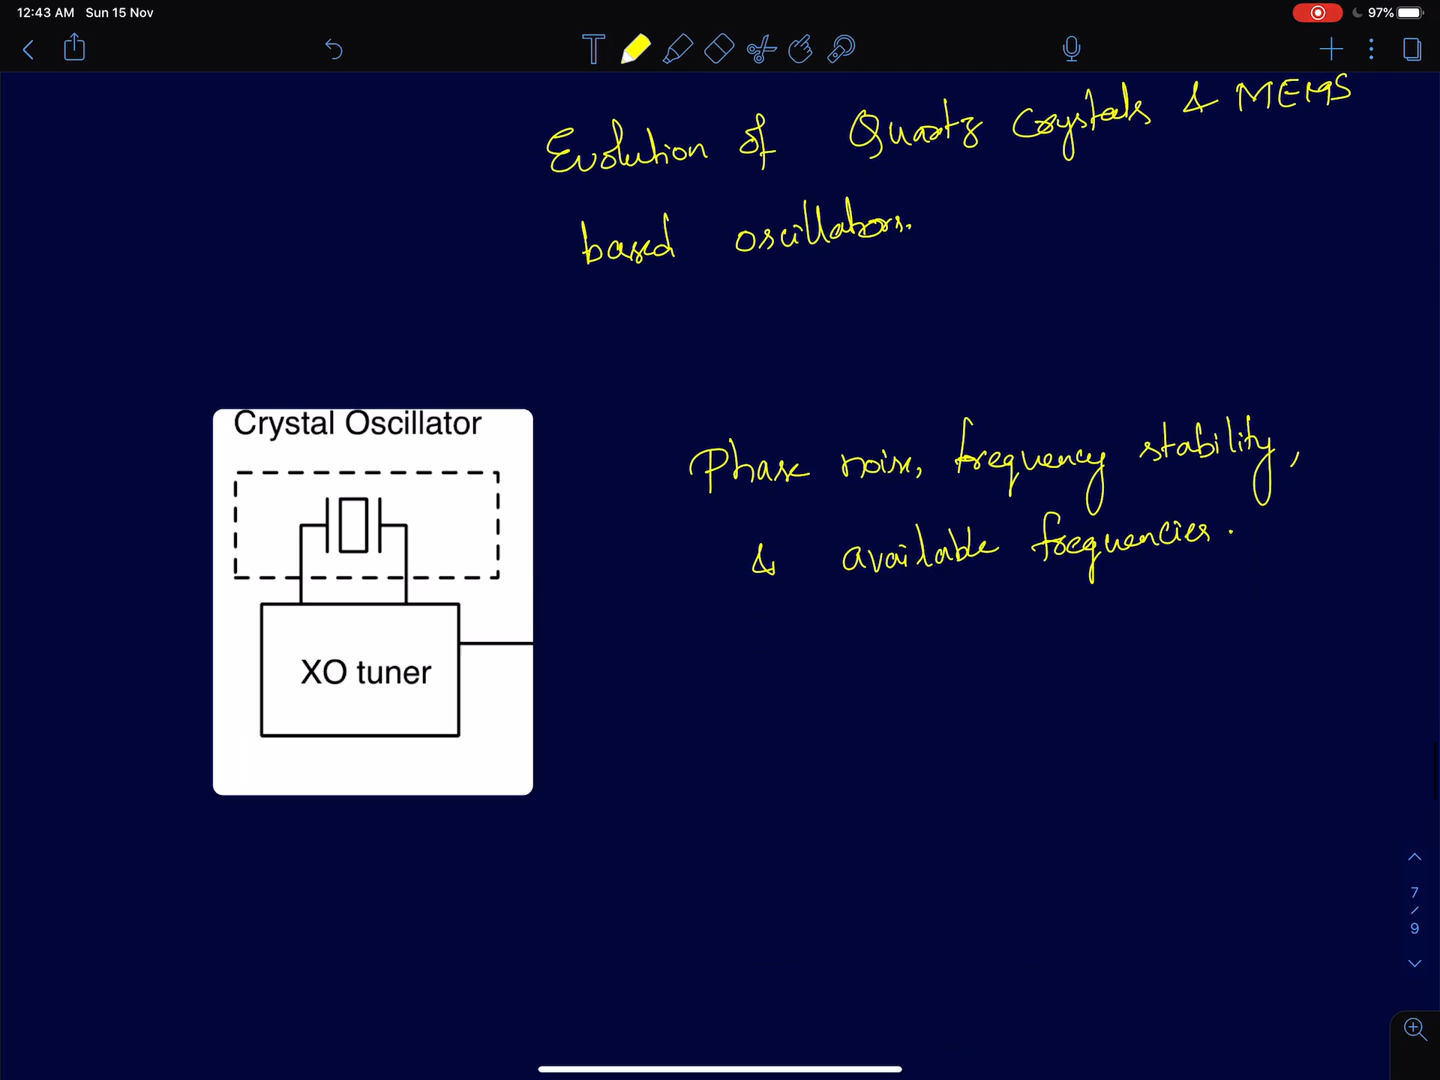 12:43 AM Sun 15 Nov
97%
Evolution of Quartz Crystals & MEMS
based oscillators.
Crystal Oscillator
XO tuner
Phase noise, frequency stability,
& available frequencies.
7
/
9